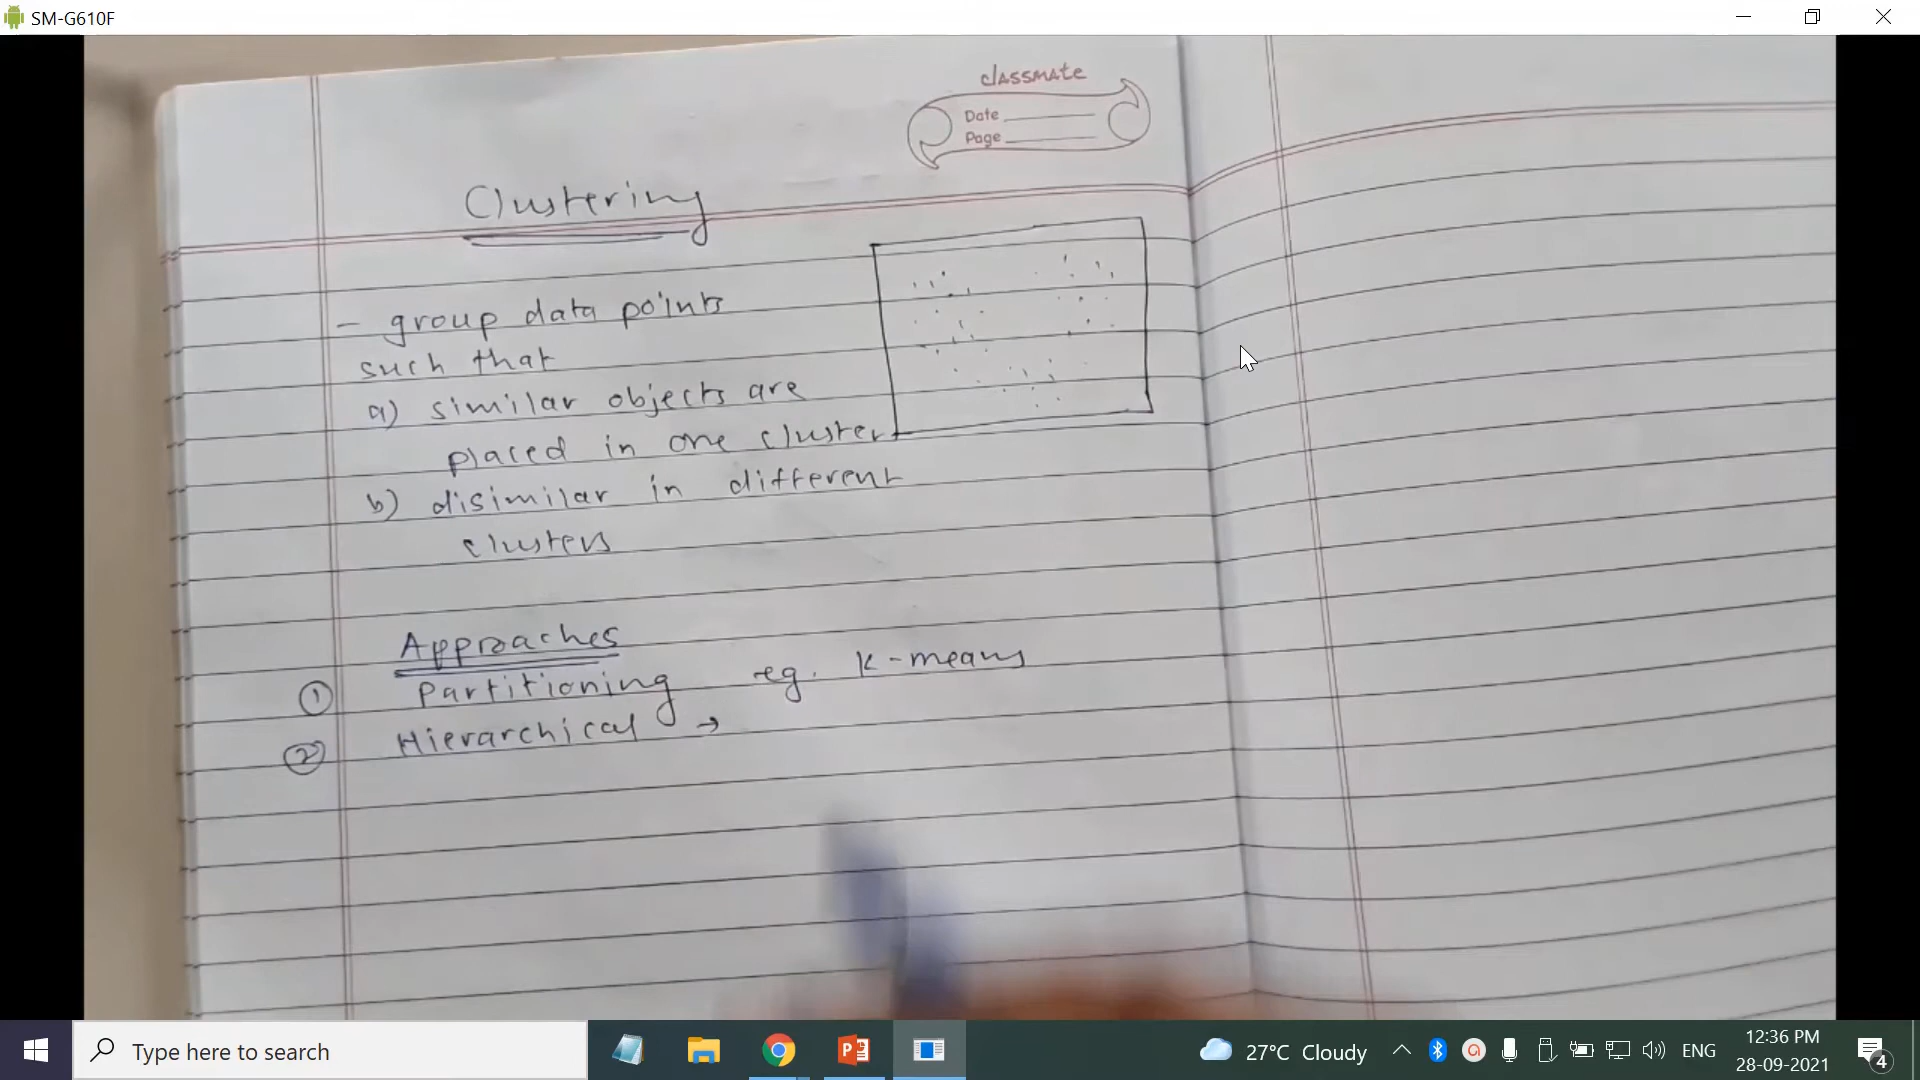 SM-G610F
classmate
Date
Page
Clustering
- group data points
such that
a) similar objects are
placed in one cluster
b) disimilar in different
clusters
Approaches
① Partitioning eg. K-means
② Hierarchical →
Type here to search
27°C Cloudy
ENG
12:36 PM
28-09-2021
4